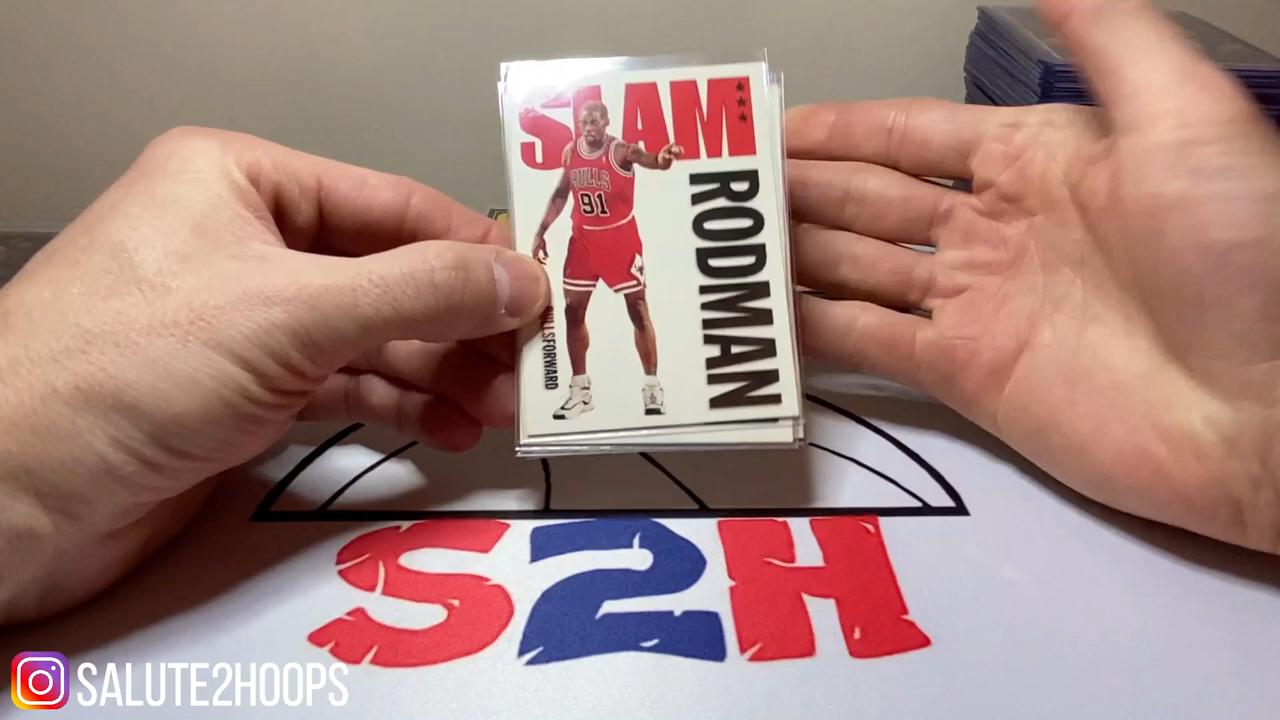 SLAM
BULLS
91
RODMAN
BULLSFORWARD
S2H
SALUTE2HOOPS